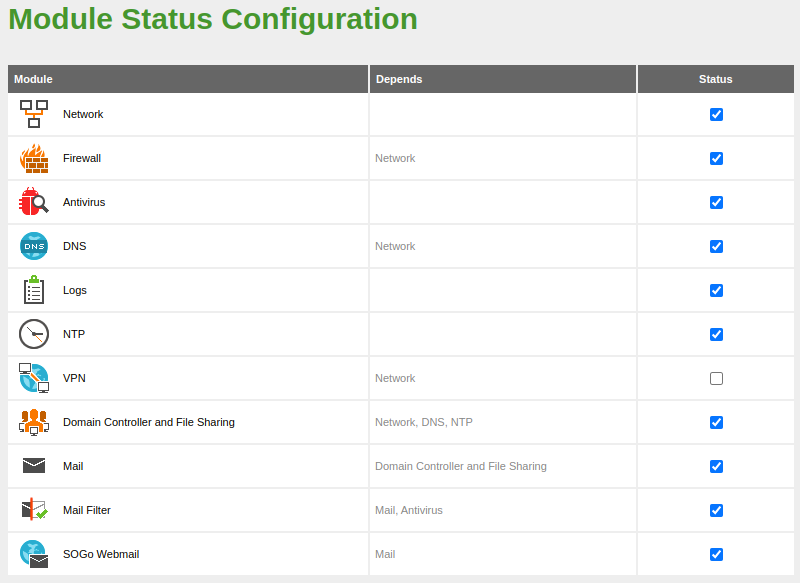 Module Status Configuration
Module Depends Status
Network
Firewall Network
Antivirus
DNS DNS Network
Logs
NTP
VPN Network
Domain Controller and File Sharing Network, DNS, NTP
Mail Domain Controller and File Sharing
Mail Filter Mail, Antivirus
SOGo Webmail Mail